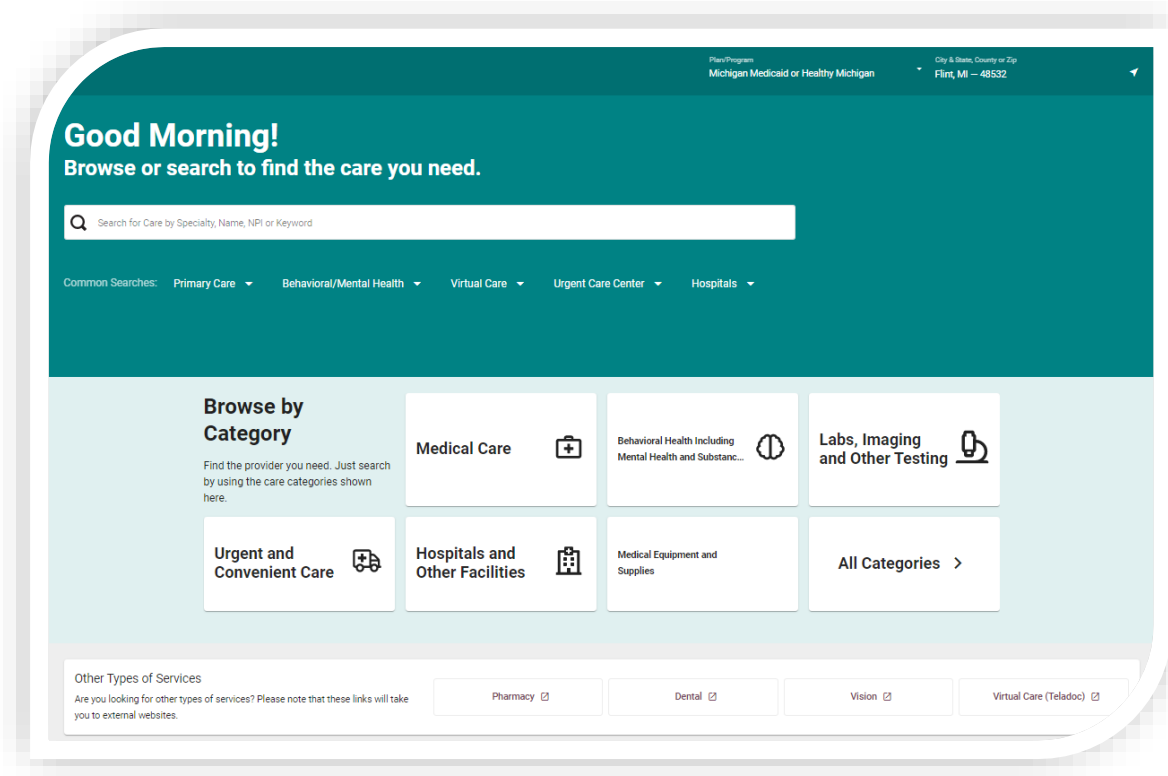 Plan/Program
Michigan Medicaid or Healthy Michigan
City & State, County or Zip
Flint, MI — 48532
Good Morning!
Browse or search to find the care you need.
Search for Care by Specialty, Name, NPI or Keyword
Common Searches: Primary Care Behavioral/Mental Health Virtual Care Urgent Care Center Hospitals
Browse by
Category
Find the provider you need. Just search
by using the care categories shown
here.
Medical Care
Behavioral Health Including
Mental Health and Substanc...
Labs, Imaging
and Other Testing
Urgent and
Convenient Care
Hospitals and
Other Facilities
Medical Equipment and
Supplies
All Categories
Other Types of Services
Are you looking for other types of services? Please note that these links will take
you to external websites.
Pharmacy
Dental
Vision
Virtual Care (Teladoc)